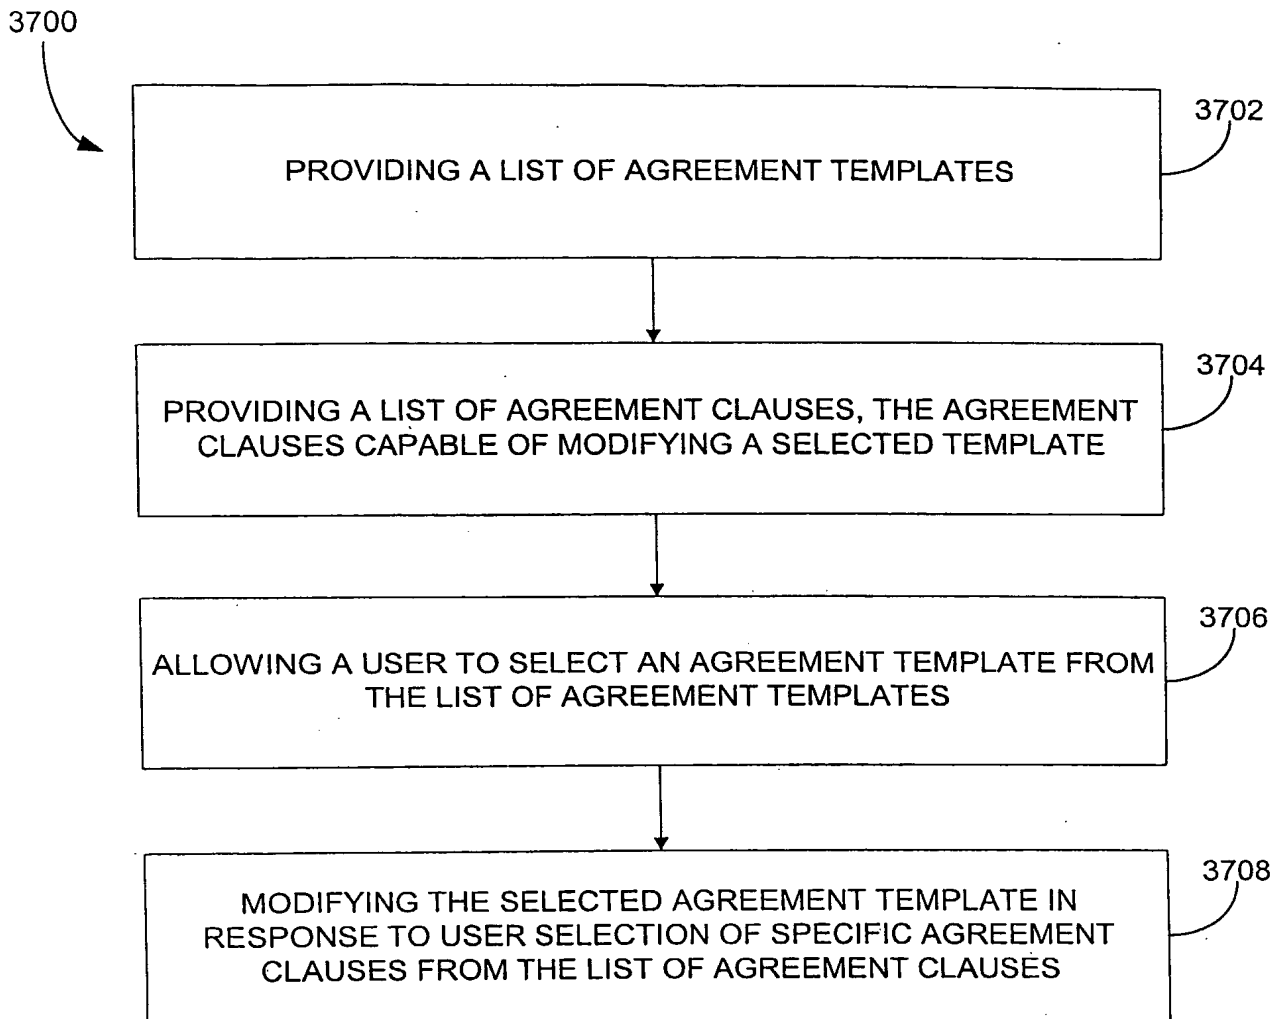 3700
3702
PROVIDING A LIST OF AGREEMENT TEMPLATES
3704
PROVIDING A LIST OF AGREEMENT CLAUSES, THE AGREEMENT
CLAUSES CAPABLE OF MODIFYING A SELECTED TEMPLATE
3706
ALLOWING A USER TO SELECT AN AGREEMENT TEMPLATE FROM
THE LIST OF AGREEMENT TEMPLATES
3708
MODIFYING THE SELECTED AGREEMENT TEMPLATE IN
RESPONSE TO USER SELECTION OF SPECIFIC AGREEMENT
CLAUSES FROM THE LIST OF AGREEMENT CLAUSES